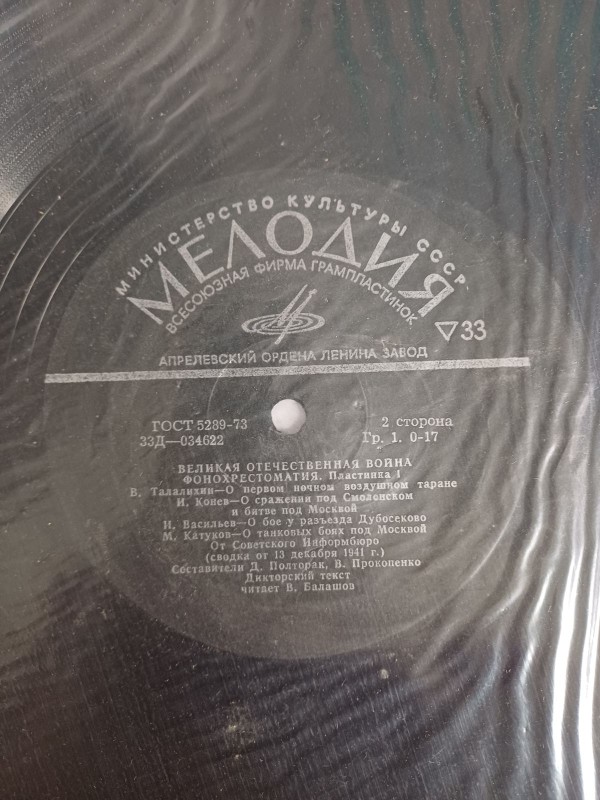 МИНИСТЕРСТВО КУЛЬТУРЫ СССР
МЕЛОДИЯ
ВСЕСОЮЗНАЯ ФИРМА ГРАМПЛАСТИНОК
▽33
АПРЕЛЕВСКИЙ ОРДЕНА ЛЕНИНА ЗАВОД
ГОСТ 5289-73 2 сторона
33Д—034622 Гр. 1. 0-17
ВЕЛИКАЯ ОТЕЧЕСТВЕННАЯ ВОЙНА
ФОНОХРЕСТОМАТИЯ. Пластинка 1
В. Талалихин—О первом ночном воздушном таране
И. Конев—О сражении под Смоленском
и битве под Москвой
И. Васильев—О бое у разъезда Дубосеково
М. Катуков—О танковых боях под Москвой
От Советского Информбюро
(сводка от 13 декабря 1941 г.)
Составители Д. Полторак, В. Прокопенко
Дикторский текст
читает В. Балашов